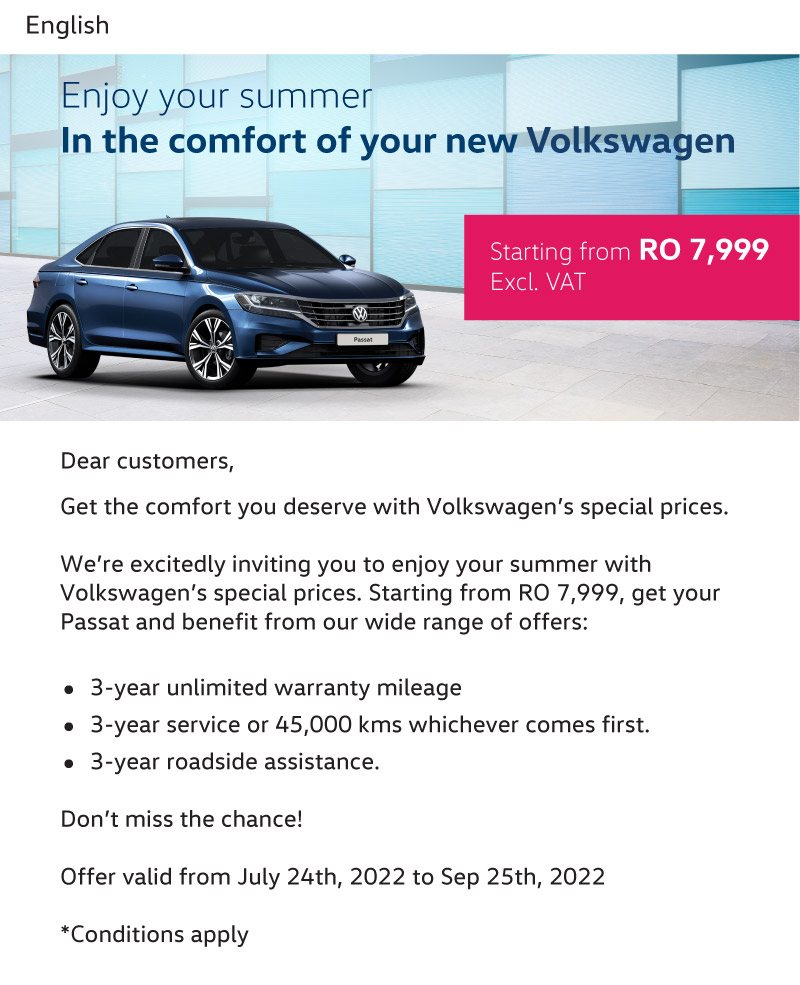 English
Enjoy your summer
In the comfort of your new Volkswagen
Starting from RO 7,999
Excl. VAT
Passat
Dear customers,
Get the comfort you deserve with Volkswagen’s special prices.
We’re excitedly inviting you to enjoy your summer with
Volkswagen’s special prices. Starting from RO 7,999, get your
Passat and benefit from our wide range of offers:
• 3-year unlimited warranty mileage
• 3-year service or 45,000 kms whichever comes first.
• 3-year roadside assistance.
Don’t miss the chance!
Offer valid from July 24th, 2022 to Sep 25th, 2022
*Conditions apply